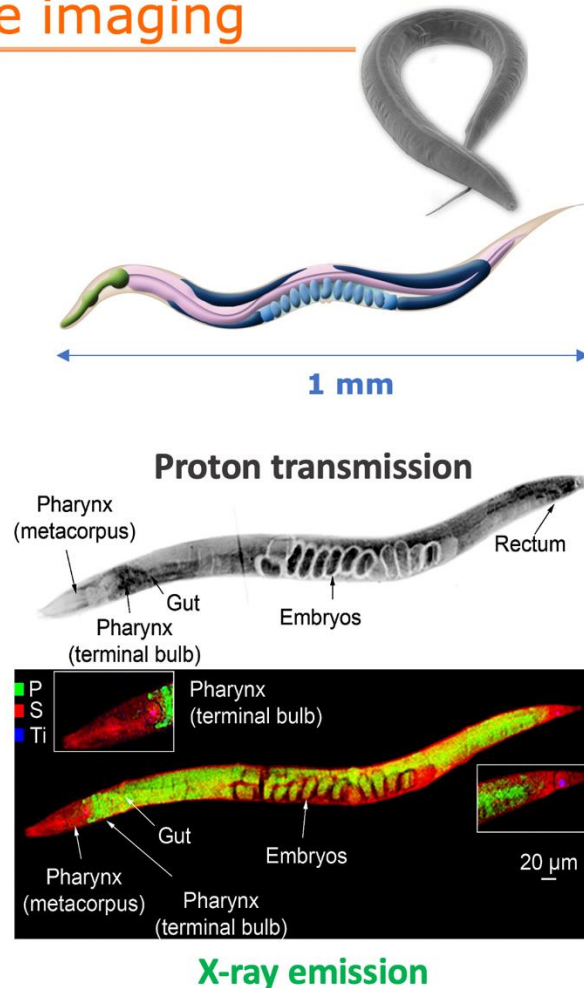 e imaging
1 mm
Proton transmission
Pharynx
(metacorpus)
Rectum
Gut
Pharynx
(terminal bulb)
Embryos
P
S
Ti
Pharynx
(terminal bulb)
Gut
Embryos
Pharynx
(metacorpus)
Pharynx
(terminal bulb)
20 µm
X-ray emission